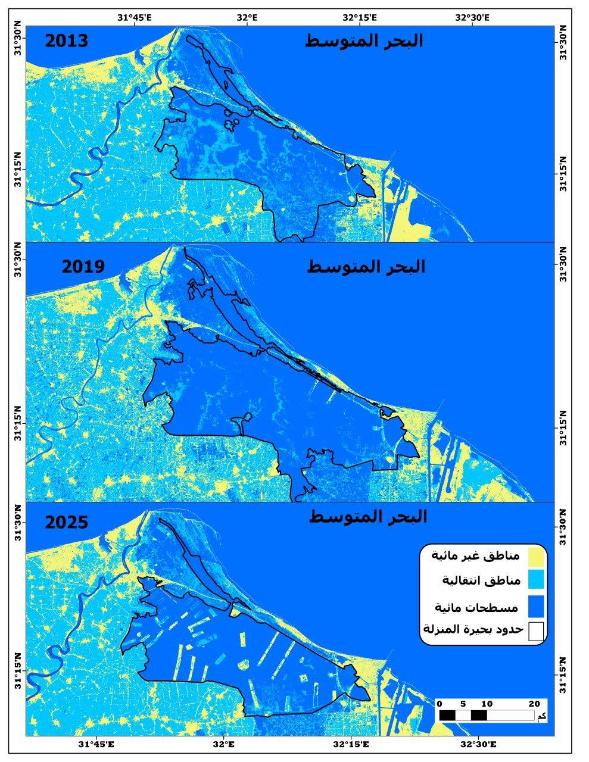 31°45'E 32°0'E 32°15'E 32°30'E
2013 البحر المتوسط
31°30'N 31°30'N
31°15'N 31°15'N
2019 البحر المتوسط
31°30'N 31°30'N
31°15'N 31°15'N
2025 البحر المتوسط
31°30'N 31°30'N
مناطق غير مائية
مناطق انتقالية
مسطحات مائية
حدود بحيرة المنزلة
31°15'N 31°15'N
0 5 10 20
كم
31°45'E 32°0'E 32°15'E 32°30'E